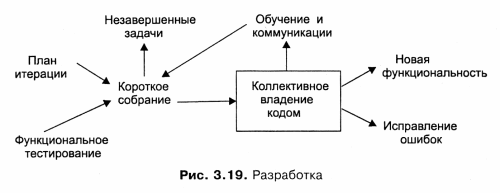 Незавершенные
задачи
Обучение и
коммуникации
План
итерации
Короткое
собрание
Коллективное
владение
кодом
Новая
функциональность
Функциональное
тестирование
Исправление
ошибок
Рис. 3.19. Разработка